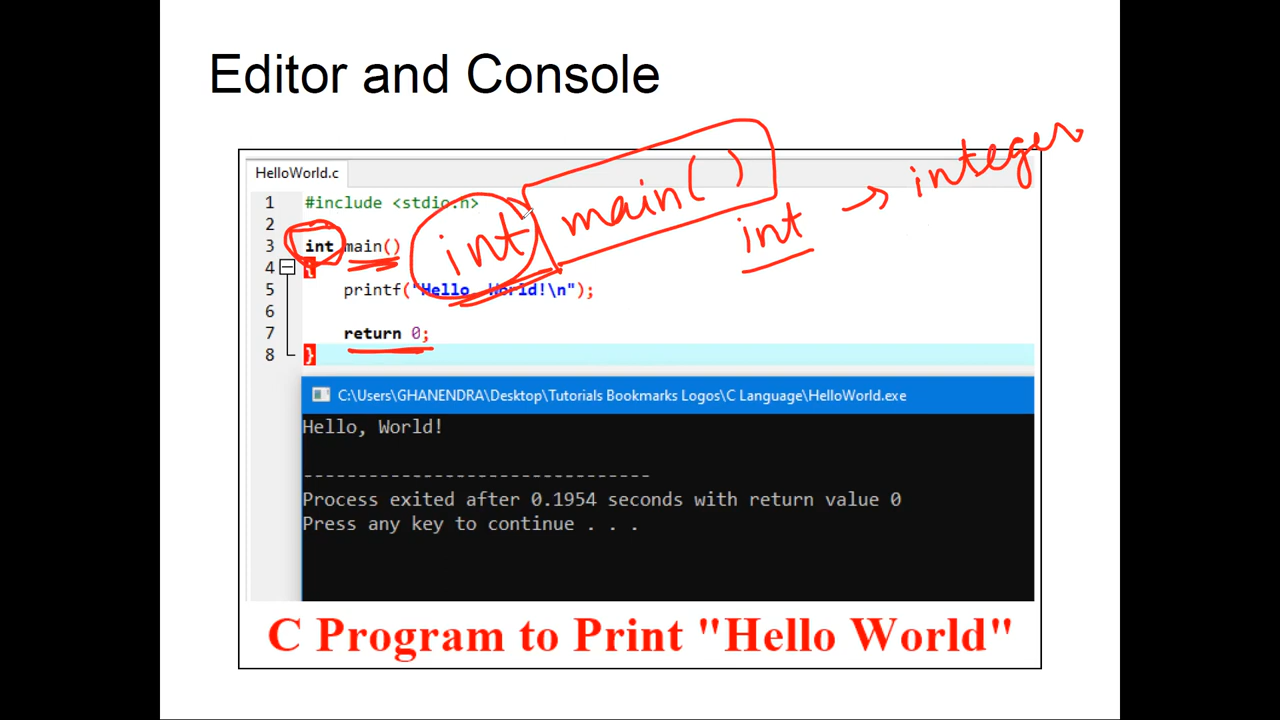 Editor and Console
HelloWorld.c
1 #include <stdio.h>
2
3 int main()
4 {
5 printf("Hello, World!\n");
6
7 return 0;
8 }
int main()
int → integer
C:\Users\GHANENDRA\Desktop\Tutorials Bookmarks Logos\C Language\HelloWorld.exe
Hello, World!
--------------------------------
Process exited after 0.1954 seconds with return value 0
Press any key to continue . . .
C Program to Print "Hello World"